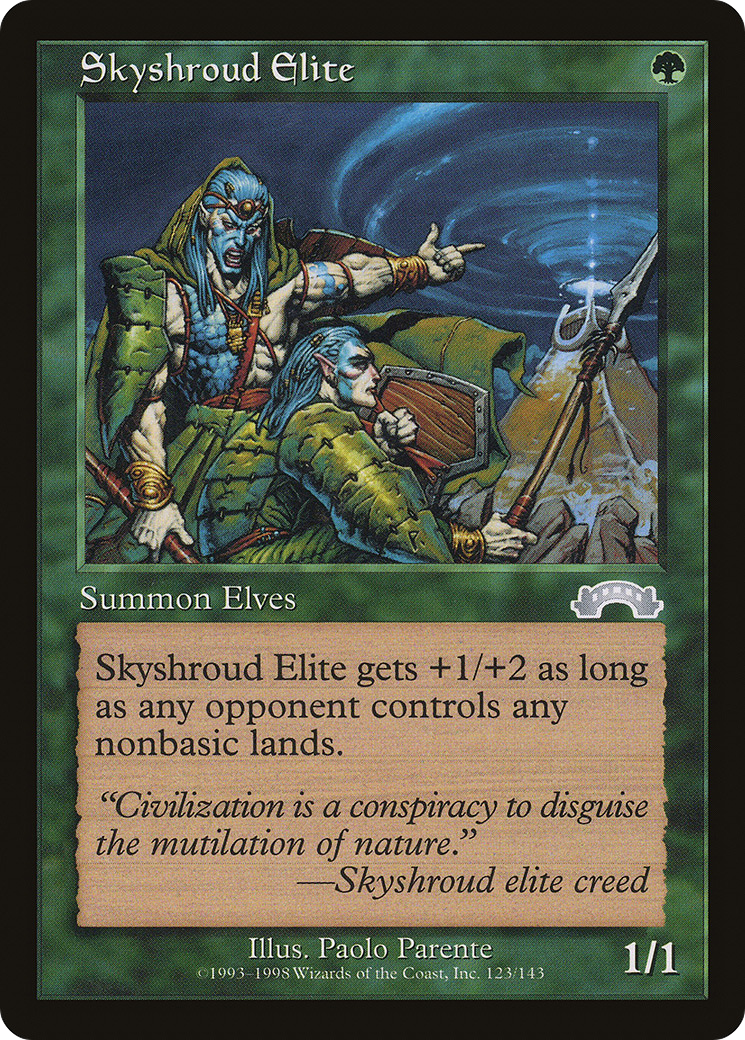 Skyshroud Elite
Summon Elves
Skyshroud Elite gets +1/+2 as long
as any opponent controls any
nonbasic lands.
“Civilization is a conspiracy to disguise
the mutilation of nature.”
—Skyshroud elite creed
Illus. Paolo Parente
©1993–1998 Wizards of the Coast, Inc. 123/143
1/1